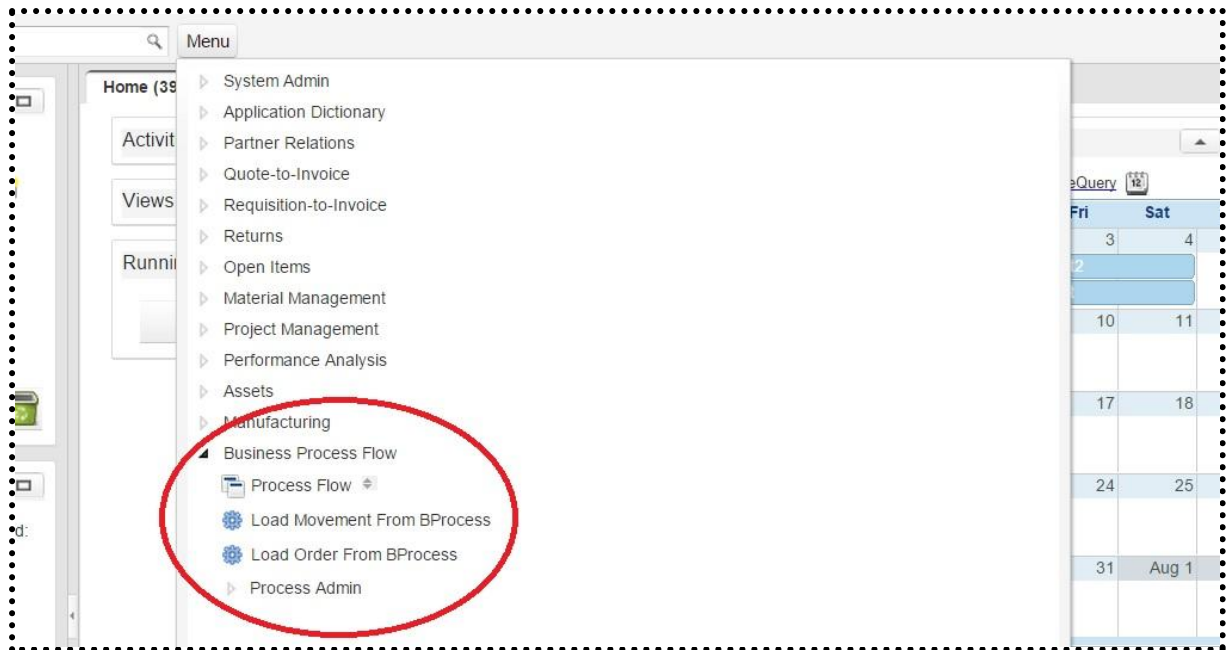 Menu
Home (39
Activit
Views
Runnin
System Admin
Application Dictionary
Partner Relations
Quote-to-Invoice
Requisition-to-Invoice
Returns
Open Items
Material Management
Project Management
Performance Analysis
Assets
Manufacturing
Business Process Flow
Process Flow
Load Movement From BProcess
Load Order From BProcess
Process Admin
d:
eQuery 12
Fri Sat
3 4
10 11
17 18
24 25
31 Aug 1